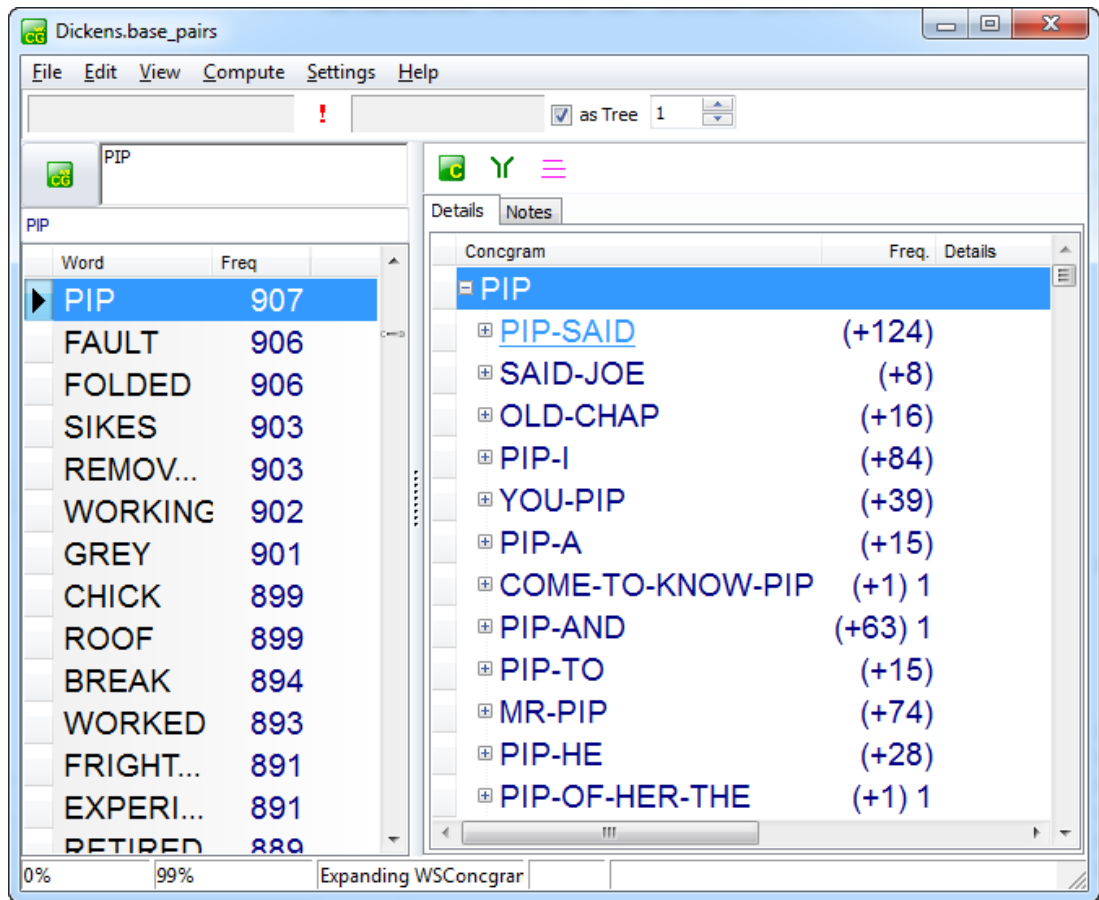 Dickens.base_pairs
File Edit View Compute Settings Help
! as Tree 1
CG PIP
PIP
Word Freq
PIP 907
FAULT 906
FOLDED 906
SIKES 903
REMOV... 903
WORKING 902
GREY 901
CHICK 899
ROOF 899
BREAK 894
WORKED 893
FRIGHT... 891
EXPERI... 891
RETIRED 889
C
Details Notes
Concgram Freq. Details
PIP
PIP-SAID (+124)
SAID-JOE (+8)
OLD-CHAP (+16)
PIP-I (+84)
YOU-PIP (+39)
PIP-A (+15)
COME-TO-KNOW-PIP (+1) 1
PIP-AND (+63) 1
PIP-TO (+15)
MR-PIP (+74)
PIP-HE (+28)
PIP-OF-HER-THE (+1) 1
0% 99% Expanding WSConcgrar